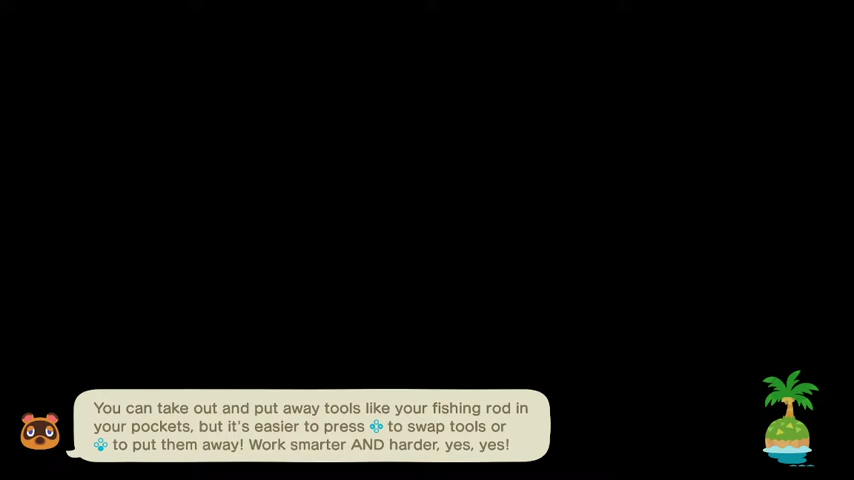 You can take out and put away tools like your fishing rod in
your pockets, but it's easier to press to swap tools or
to put them away! Work smarter AND harder, yes, yes!